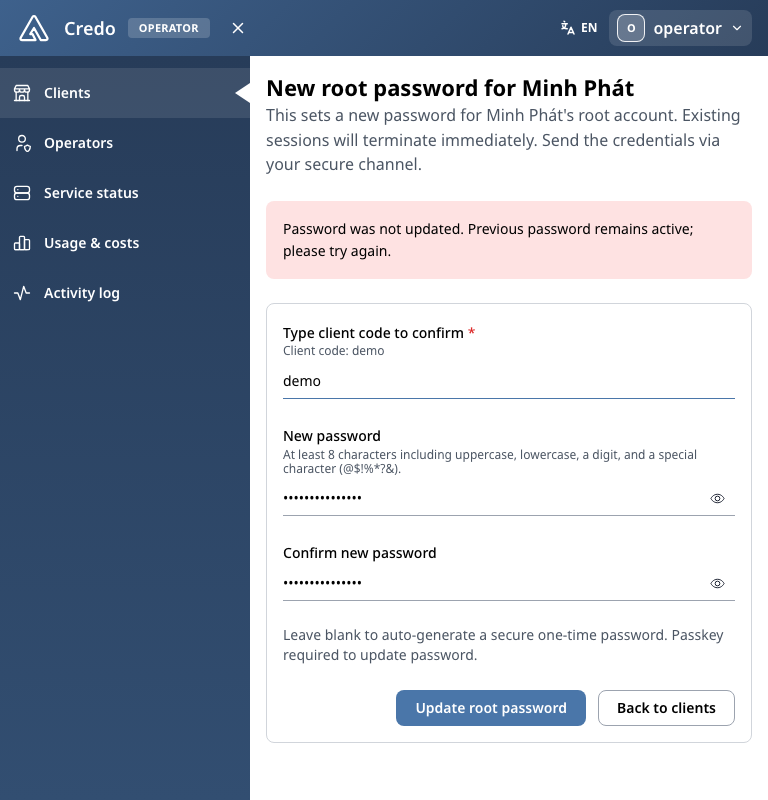 Credo
OPERATOR
EN
O
operator
Clients
Operators
Service status
Usage & costs
Activity log
New root password for Minh Phát
This sets a new password for Minh Phát's root account. Existing
sessions will terminate immediately. Send the credentials via
your secure channel.
Password was not updated. Previous password remains active;
please try again.
Type client code to confirm *
Client code: demo
demo
New password
At least 8 characters including uppercase, lowercase, a digit, and a special
character (@$!%*?&).
•••••••••••••••
Confirm new password
•••••••••••••••
Leave blank to auto-generate a secure one-time password. Passkey
required to update password.
Update root password
Back to clients